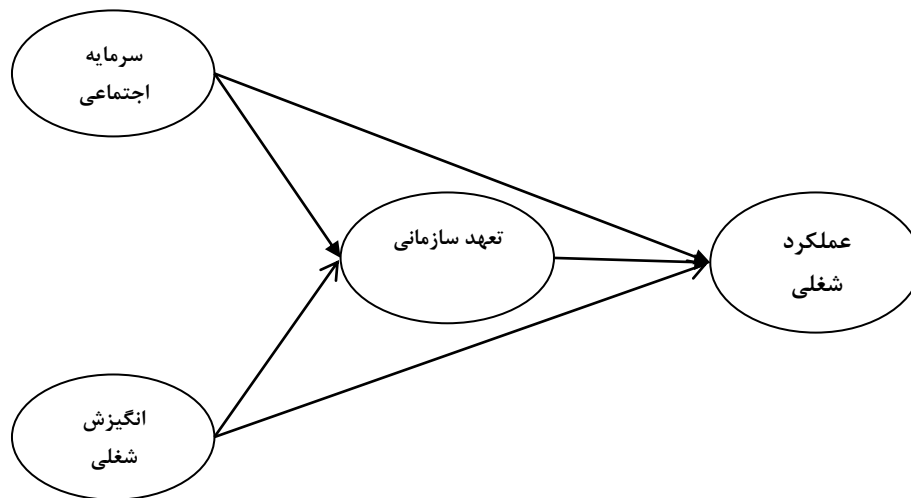 سرمایه
اجتماعی
تعهد سازمانی
عملکرد
شغلی
انگیزش
شغلی